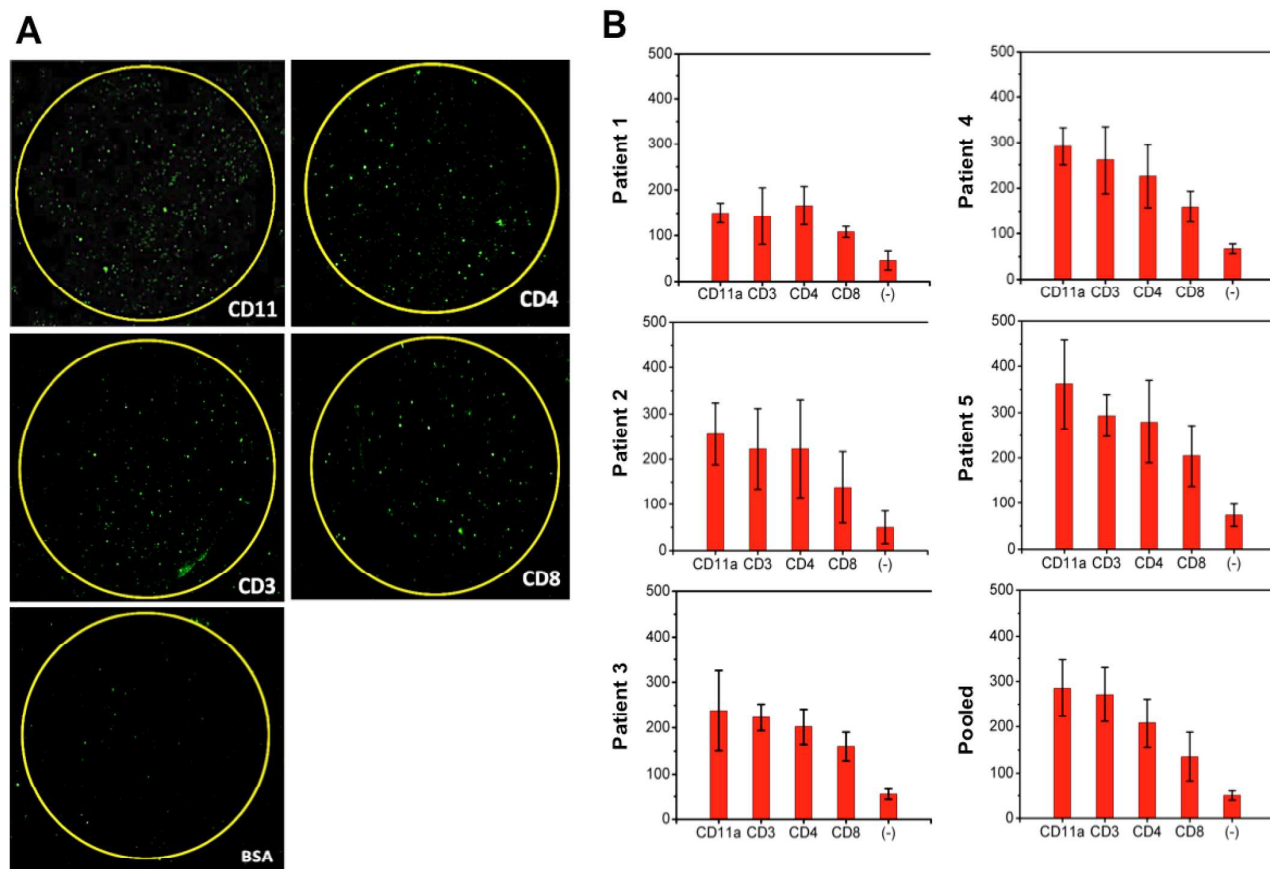 A
CD11
CD4
CD3
CD8
BSA
B
Patient 1
500
400
300
200
100
0
CD11a CD3 CD4 CD8 (-)
Patient 4
500
400
300
200
100
0
CD11a CD3 CD4 CD8 (-)
Patient 2
500
400
300
200
100
0
CD11a CD3 CD4 CD8 (-)
Patient 5
500
400
300
200
100
0
CD11a CD3 CD4 CD8 (-)
Patient 3
500
400
300
200
100
0
CD11a CD3 CD4 CD8 (-)
Pooled
500
400
300
200
100
0
CD11a CD3 CD4 CD8 (-)